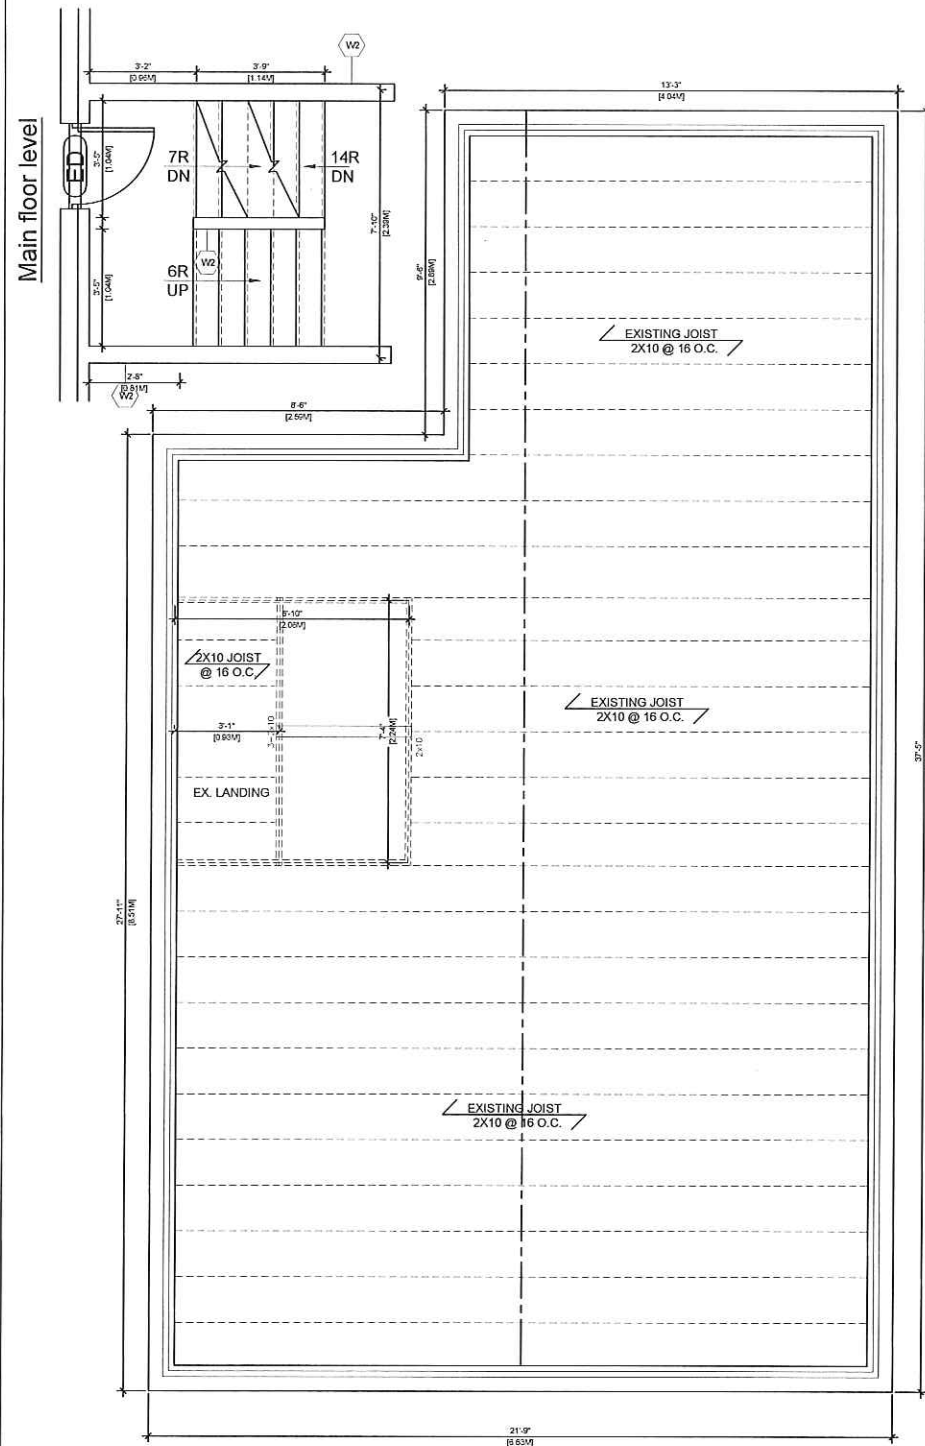 Main floor level
W2
3'-2"
[0.96M]
3'-9"
[1.14M]
13'-3"
[4.04M]
ED
3'-5"
[1.04M]
7R
DN
14R
DN
7'-10"
[2.39M]
9'-6"
[2.89M]
W2
6R
UP
3'-5"
[1.04M]
2'-8"
[0.81M]
W2
8'-6"
[2.59M]
EXISTING JOIST
2X10 @ 16 O.C.
[2.08M]
2X10 JOIST
@ 16 O.C.
EXISTING JOIST
2X10 @ 16 O.C.
3'-1"
[0.93M]
7'-4"
[2.24M]
2x10
EX. LANDING
37'-5"
27'-11"
[8.51M]
EXISTING JOIST
2X10 @ 16 O.C.
21'-9"
[6.63M]